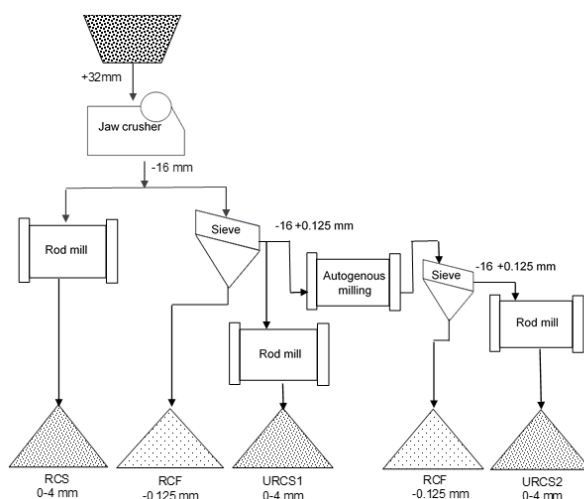 +32mm
Jaw crusher
-16 mm
Rod mill
Sieve
-16 +0.125 mm
Autogenous
milling
Sieve
-16 +0.125 mm
Rod mill
Rod mill
RCS
0-4 mm
RCF
-0.125 mm
URCS1
0-4 mm
RCF
-0.125 mm
URCS2
0-4 mm